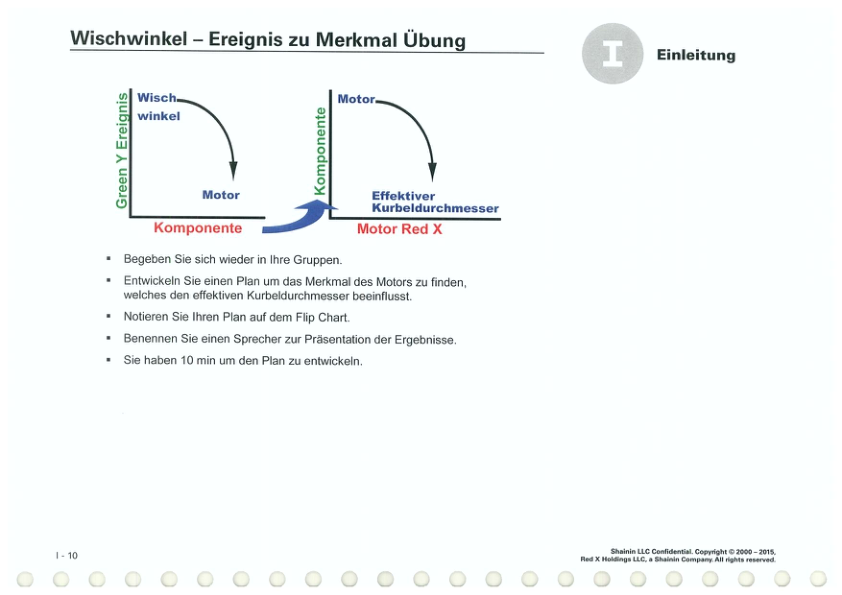 Wischwinkel – Ereignis zu Merkmal Übung
I
Einleitung
Green Y Ereignis
Wisch
winkel
Motor
Komponente
Komponente
Motor
Effektiver
Kurbeldurchmesser
Motor Red X
▪ Begeben Sie sich wieder in Ihre Gruppen.
▪ Entwickeln Sie einen Plan um das Merkmal des Motors zu finden,
welches den effektiven Kurbeldurchmesser beeinflusst.
▪ Notieren Sie Ihren Plan auf dem Flip Chart.
▪ Benennen Sie einen Sprecher zur Präsentation der Ergebnisse.
▪ Sie haben 10 min um den Plan zu entwickeln.
I - 10
Shainin LLC Confidential. Copyright © 2000 – 2015,
Red X Holdings LLC, a Shainin Company. All rights reserved.